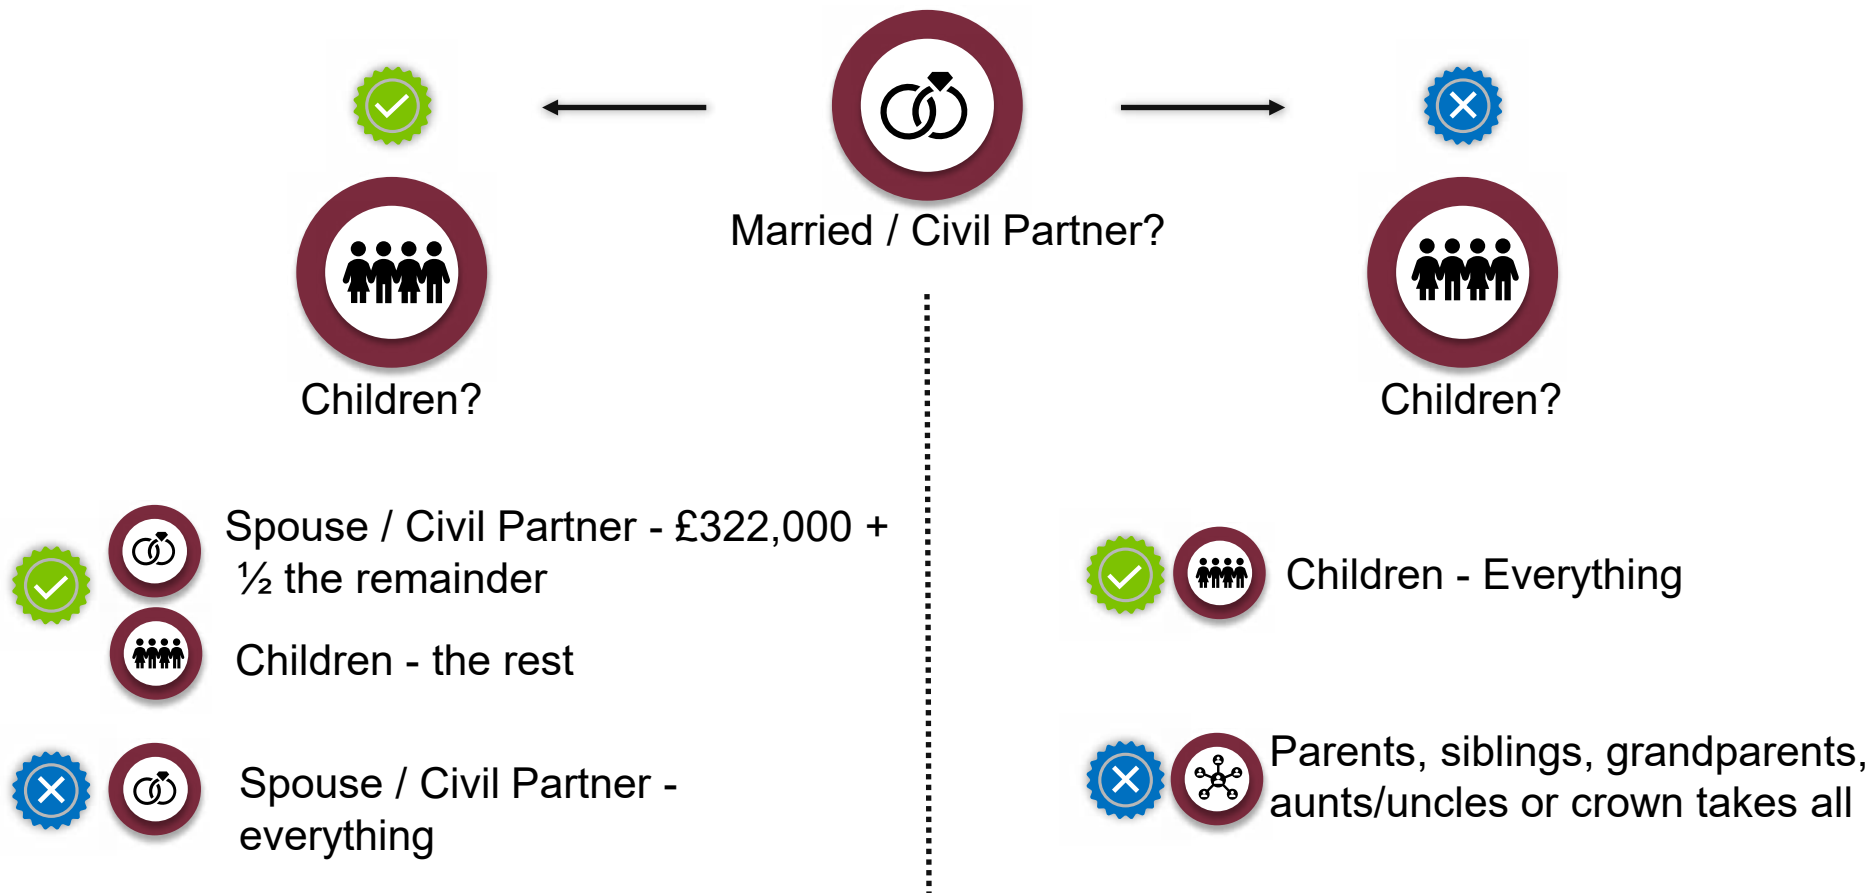 Married / Civil Partner?
Children?
Children?
Spouse / Civil Partner - £322,000 +
½ the remainder
Children - the rest
Spouse / Civil Partner -
everything
Children - Everything
Parents, siblings, grandparents,
aunts/uncles or crown takes all